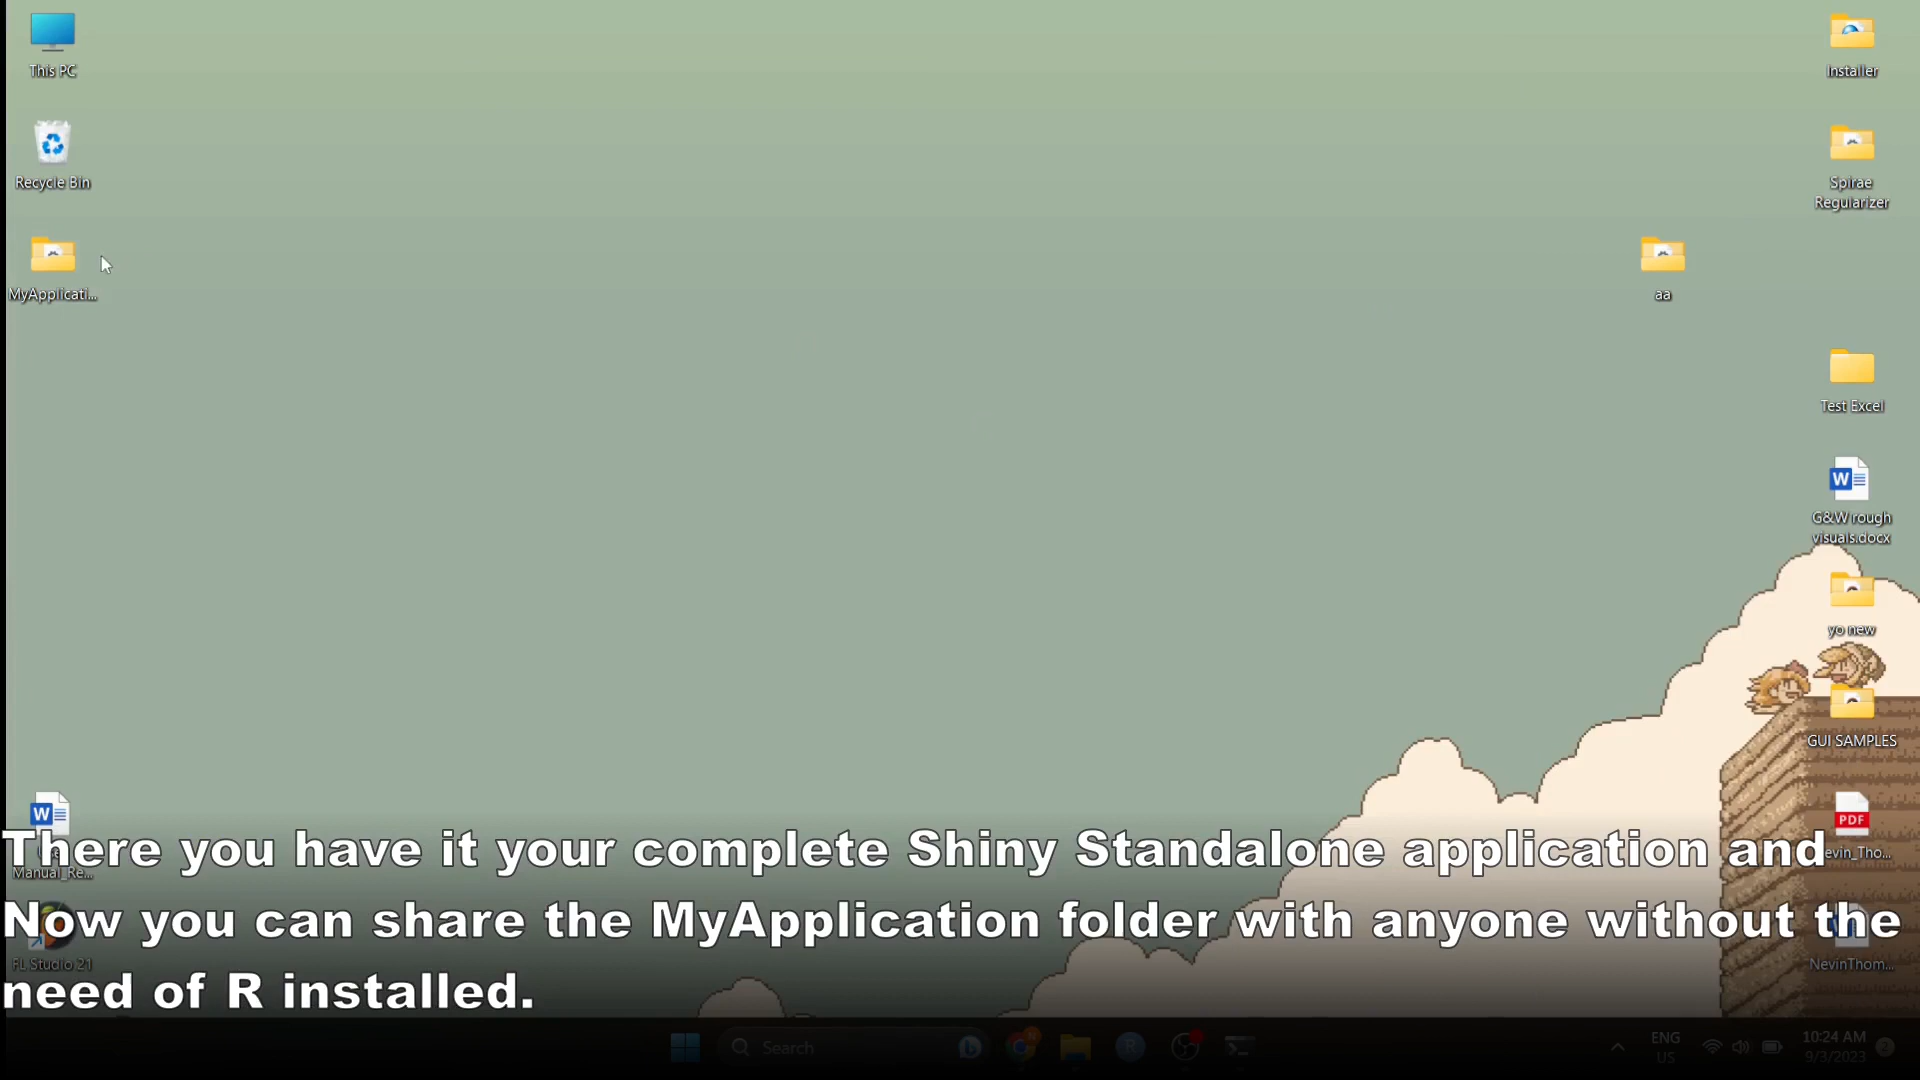 This PC
Installer
Recycle Bin
Spirae
Regularizer
MyApplicati...
aa
Test Excel
W
G&W rough
visuals.docx
yo new
GUI SAMPLES
W
PDF
Manual_Re...
There you have it your complete Shiny Standalone application and
Now you can share the MyApplication folder with anyone without the
need of R installed.
FL Studio 21
NevinThom...
Search
R
ENG
US
10:24 AM
9/3/2023